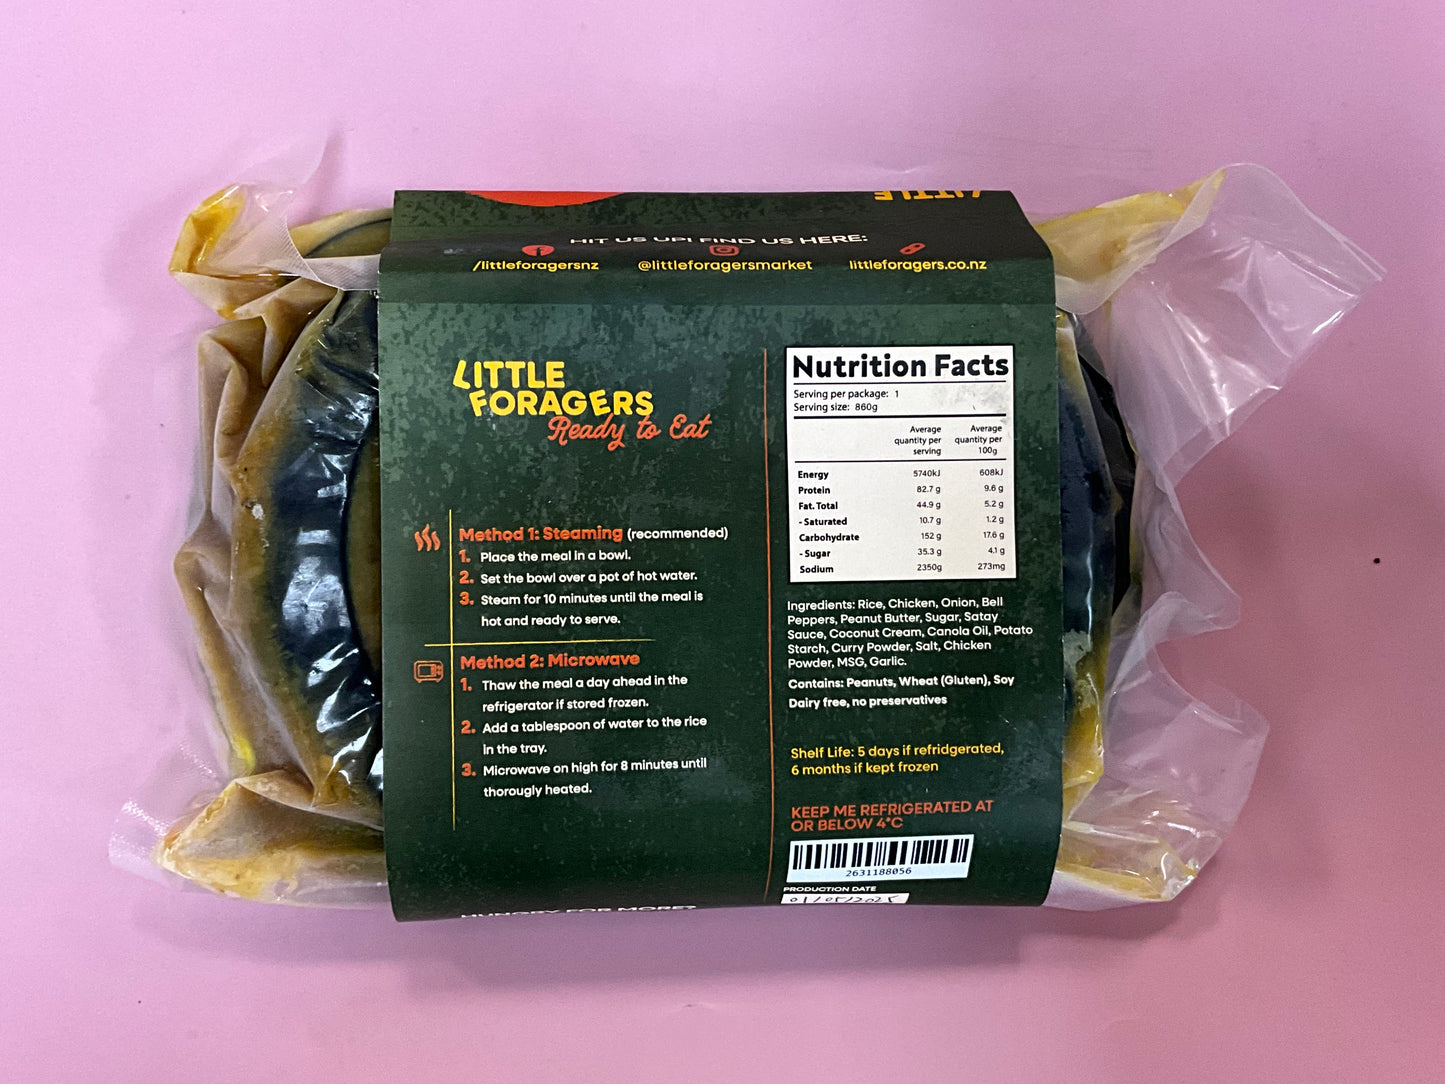 LITTLE
HIT US UP! FIND US HERE:
/littleforagersnz @littleforagersmarket littleforagers.co.nz
LITTLE
FORAGERS
Ready to Eat
Method 1: Steaming (recommended)
1. Place the meal in a bowl.
2. Set the bowl over a pot of hot water.
3. Steam for 10 minutes until the meal is
hot and ready to serve.
Method 2: Microwave
1. Thaw the meal a day ahead in the
refrigerator if stored frozen.
2. Add a tablespoon of water to the rice
in the tray.
3. Microwave on high for 8 minutes until
thorougly heated.
HUNGRY FOR MORE?
Nutrition Facts
Serving per package: 1
Serving size: 860g
Average quantity per serving Average quantity per 100g
Energy 5740kJ 608kJ
Protein 82.7 g 9.6 g
Fat. Total 44.9 g 5.2 g
- Saturated 10.7 g 1.2 g
Carbohydrate 152 g 17.6 g
- Sugar 35.3 g 4.1 g
Sodium 2350g 273mg
Ingredients: Rice, Chicken, Onion, Bell
Peppers, Peanut Butter, Sugar, Satay
Sauce, Coconut Cream, Canola Oil, Potato
Starch, Curry Powder, Salt, Chicken
Powder, MSG, Garlic.
Contains: Peanuts, Wheat (Gluten), Soy
Dairy free, no preservatives
Shelf Life: 5 days if refridgerated,
6 months if kept frozen
KEEP ME REFRIGERATED AT
OR BELOW 4°C
2631188056
PRODUCTION DATE
01/05/2025